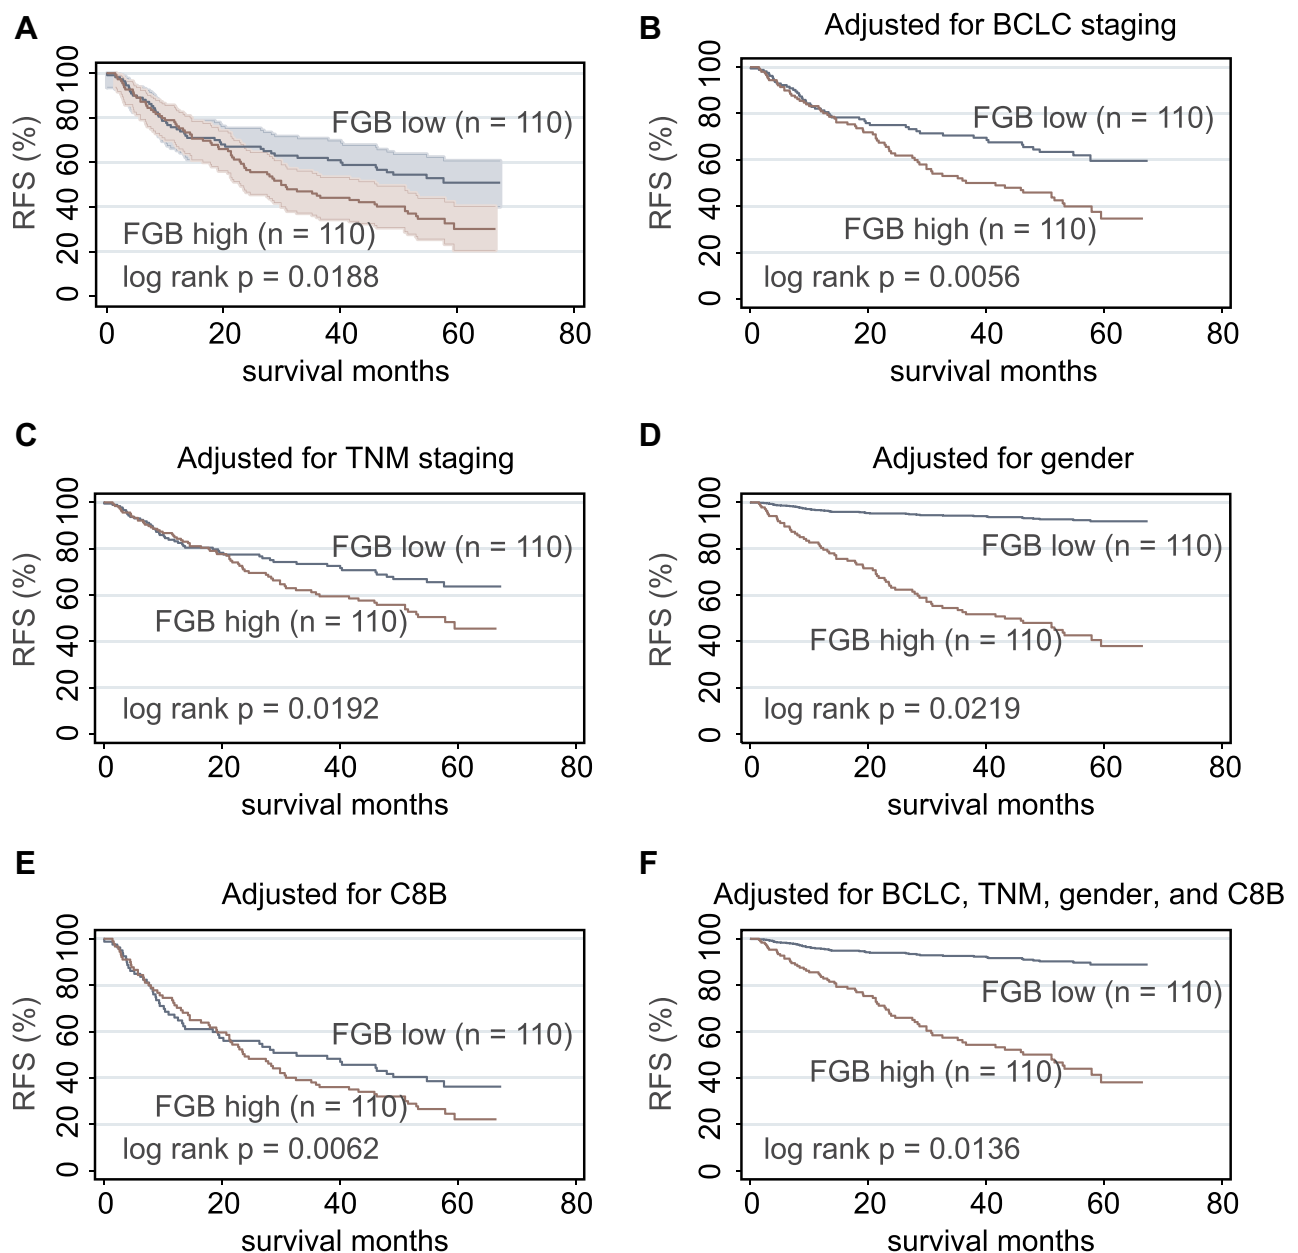 A
RFS (%)
0 20 40 60 80 100
FGB low (n = 110)
FGB high (n = 110)
log rank p = 0.0188
0 20 40 60 80
survival months
B
Adjusted for BCLC staging
RFS (%)
0 20 40 60 80 100
FGB low (n = 110)
FGB high (n = 110)
log rank p = 0.0056
0 20 40 60 80
survival months
C
Adjusted for TNM staging
RFS (%)
0 20 40 60 80 100
FGB low (n = 110)
FGB high (n = 110)
log rank p = 0.0192
0 20 40 60 80
survival months
D
Adjusted for gender
RFS (%)
0 20 40 60 80 100
FGB low (n = 110)
FGB high (n = 110)
log rank p = 0.0219
0 20 40 60 80
survival months
E
Adjusted for C8B
RFS (%)
0 20 40 60 80 100
FGB low (n = 110)
FGB high (n = 110)
log rank p = 0.0062
0 20 40 60 80
survival months
F
Adjusted for BCLC, TNM, gender, and C8B
RFS (%)
0 20 40 60 80 100
FGB low (n = 110)
FGB high (n = 110)
log rank p = 0.0136
0 20 40 60 80
survival months